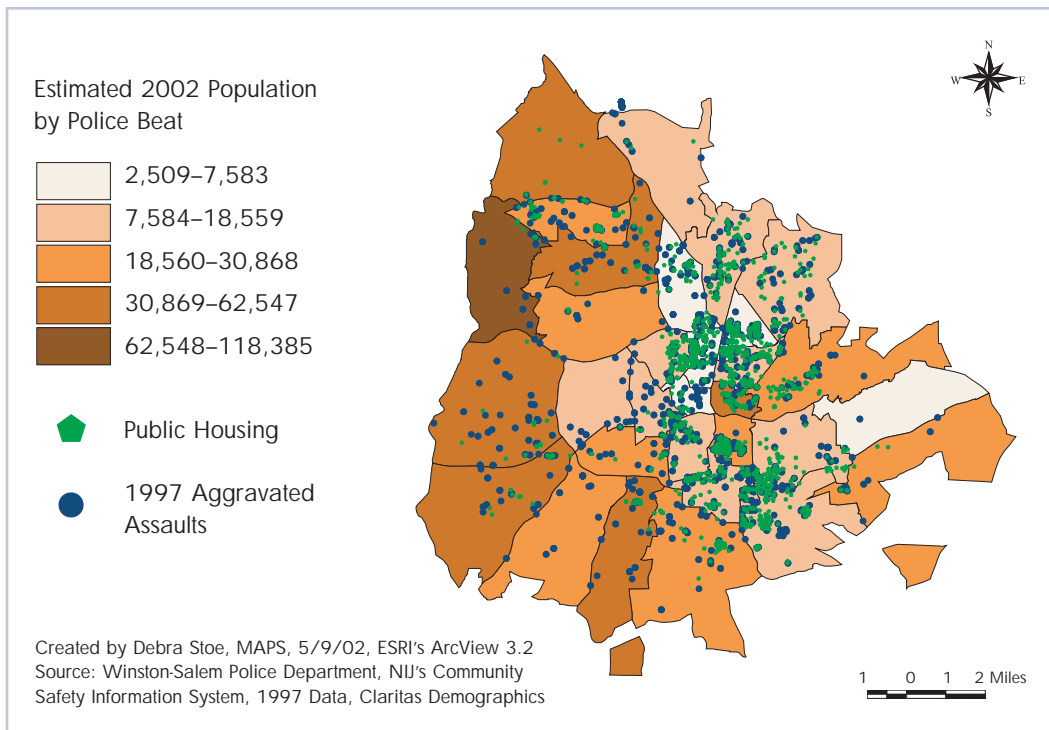 Estimated 2002 Population
by Police Beat
2,509–7,583
7,584–18,559
18,560–30,868
30,869–62,547
62,548–118,385
Public Housing
1997 Aggravated
Assaults
N
W
E
S
Created by Debra Stoe, MAPS, 5/9/02, ESRI's ArcView 3.2
Source: Winston-Salem Police Department, NIJ's Community
Safety Information System, 1997 Data, Claritas Demographics
1 0 1 2 Miles